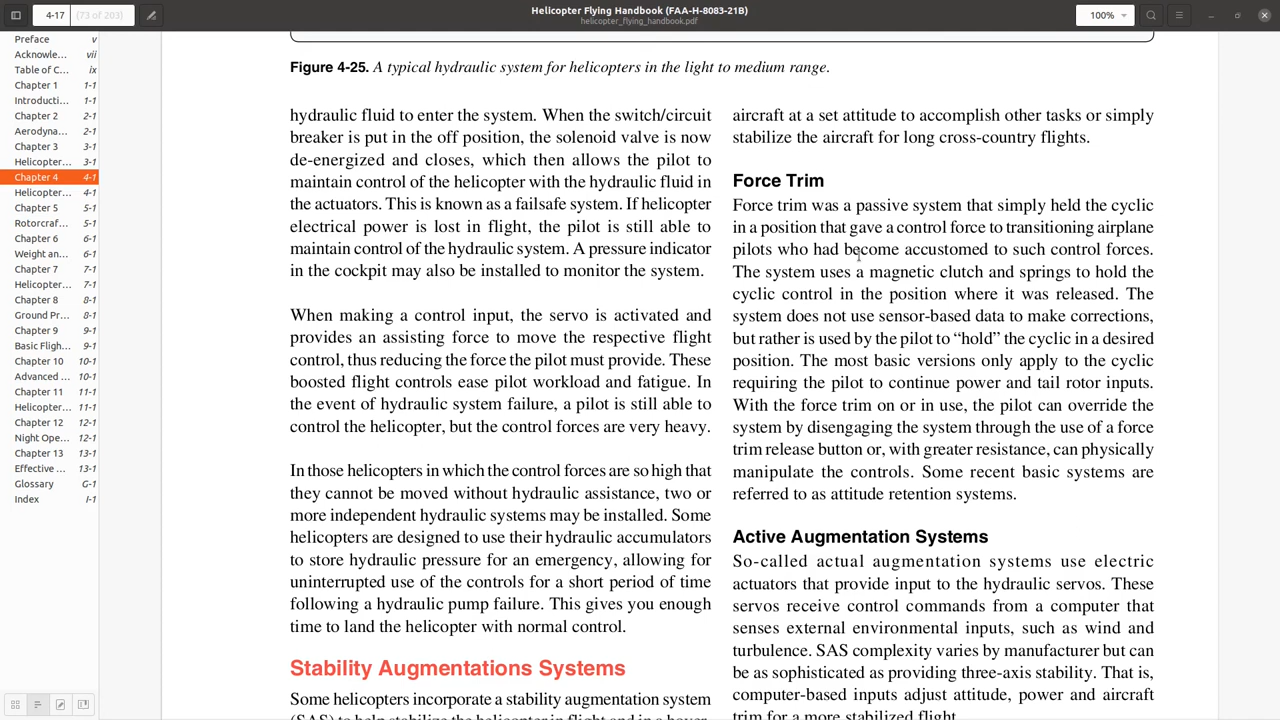 4-17 (73 of 203)
Helicopter Flying Handbook (FAA-H-8083-21B)
helicopter_flying_handbook.pdf
100%
Preface v
Acknowle... vii
Table of C... ix
Chapter 1 1-1
Introducti... 1-1
Chapter 2 2-1
Aerodyna... 2-1
Chapter 3 3-1
Helicopter... 3-1
Chapter 4 4-1
Helicopter... 4-1
Chapter 5 5-1
Rotorcraf... 5-1
Chapter 6 6-1
Weight an... 6-1
Chapter 7 7-1
Helicopter... 7-1
Chapter 8 8-1
Ground Pr... 8-1
Chapter 9 9-1
Basic Fligh... 9-1
Chapter 10 10-1
Advanced ... 10-1
Chapter 11 11-1
Helicopter... 11-1
Chapter 12 12-1
Night Ope... 12-1
Chapter 13 13-1
Effective ... 13-1
Glossary G-1
Index I-1
Figure 4-25. A typical hydraulic system for helicopters in the light to medium range.
hydraulic fluid to enter the system. When the switch/circuit
breaker is put in the off position, the solenoid valve is now
de-energized and closes, which then allows the pilot to
maintain control of the helicopter with the hydraulic fluid in
the actuators. This is known as a failsafe system. If helicopter
electrical power is lost in flight, the pilot is still able to
maintain control of the hydraulic system. A pressure indicator
in the cockpit may also be installed to monitor the system.
When making a control input, the servo is activated and
provides an assisting force to move the respective flight
control, thus reducing the force the pilot must provide. These
boosted flight controls ease pilot workload and fatigue. In
the event of hydraulic system failure, a pilot is still able to
control the helicopter, but the control forces are very heavy.
In those helicopters in which the control forces are so high that
they cannot be moved without hydraulic assistance, two or
more independent hydraulic systems may be installed. Some
helicopters are designed to use their hydraulic accumulators
to store hydraulic pressure for an emergency, allowing for
uninterrupted use of the controls for a short period of time
following a hydraulic pump failure. This gives you enough
time to land the helicopter with normal control.
Stability Augmentations Systems
Some helicopters incorporate a stability augmentation system
(SAS) to help stabilize the helicopter in flight and in a hover.
aircraft at a set attitude to accomplish other tasks or simply
stabilize the aircraft for long cross-country flights.
Force Trim
Force trim was a passive system that simply held the cyclic
in a position that gave a control force to transitioning airplane
pilots who had become accustomed to such control forces.
The system uses a magnetic clutch and springs to hold the
cyclic control in the position where it was released. The
system does not use sensor-based data to make corrections,
but rather is used by the pilot to “hold” the cyclic in a desired
position. The most basic versions only apply to the cyclic
requiring the pilot to continue power and tail rotor inputs.
With the force trim on or in use, the pilot can override the
system by disengaging the system through the use of a force
trim release button or, with greater resistance, can physically
manipulate the controls. Some recent basic systems are
referred to as attitude retention systems.
Active Augmentation Systems
So-called actual augmentation systems use electric
actuators that provide input to the hydraulic servos. These
servos receive control commands from a computer that
senses external environmental inputs, such as wind and
turbulence. SAS complexity varies by manufacturer but can
be as sophisticated as providing three-axis stability. That is,
computer-based inputs adjust attitude, power and aircraft
trim for a more stabilized flight.